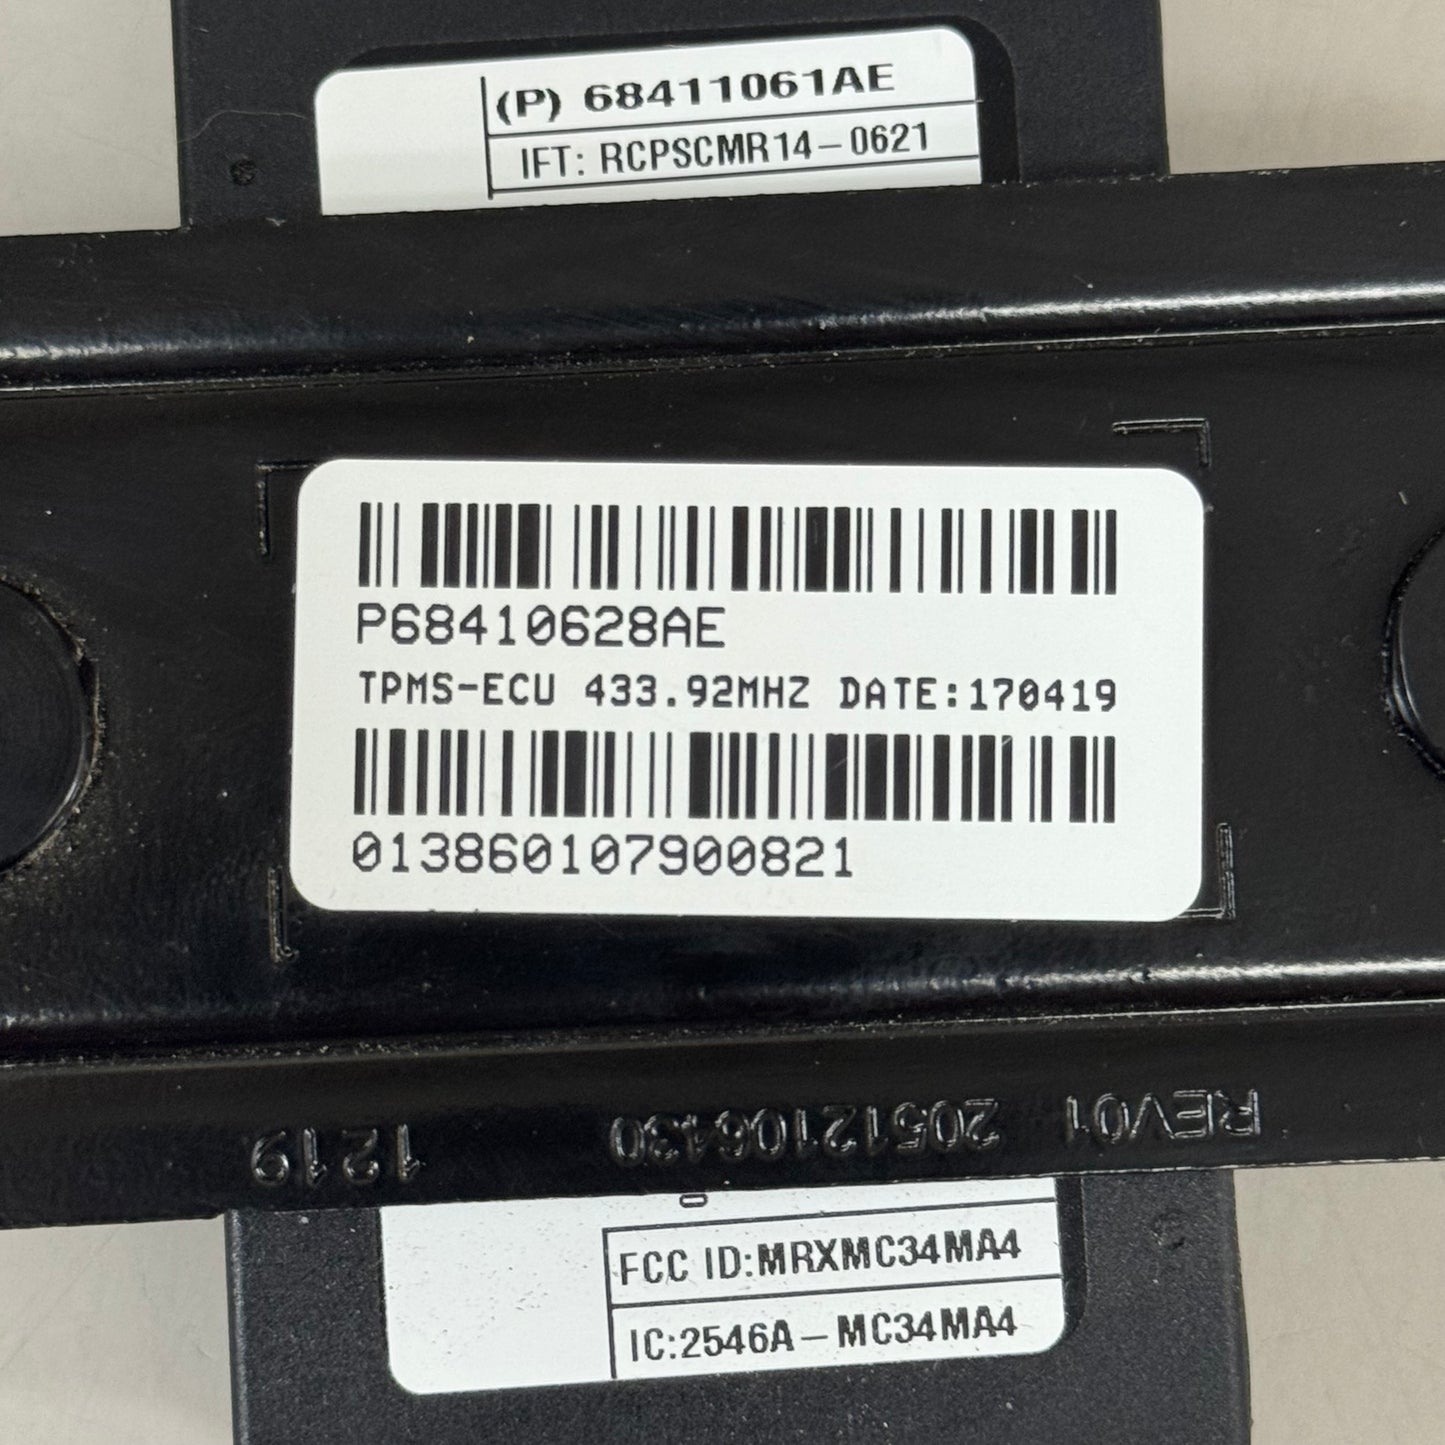 (P) 68411061AE
IFT: RCPSCMR14-0621
P68410628AE
TPMS-ECU 433.92MHZ DATE:170419
013860107900821
REV01 20512106430 1219
FCC ID:MRXMC34MA4
IC:2546A-MC34MA4